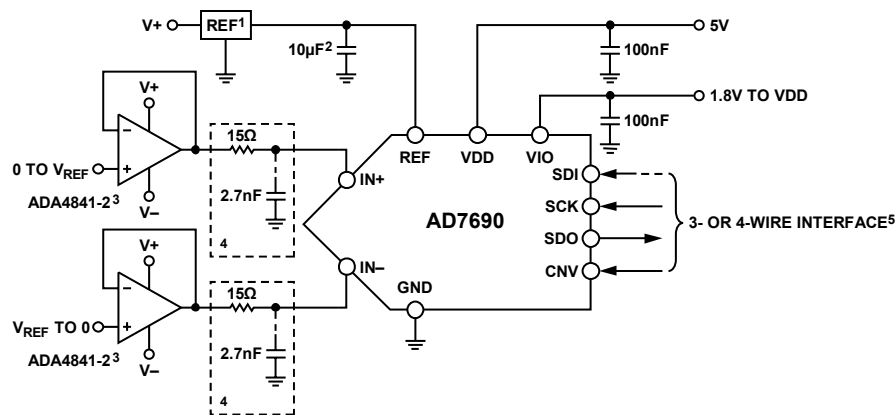 V+ REF1 10µF2 100nF 5V
100nF 1.8V TO VDD
REF VDD VIO
V+
– 
+
0 TO VREF
ADA4841-23
V–
15Ω
2.7nF
4
IN+
AD7690
SDI
SCK
SDO
CNV
3- OR 4-WIRE INTERFACE5
IN–
GND
V+
–
+
VREF TO 0
ADA4841-23
V–
15Ω
2.7nF
4